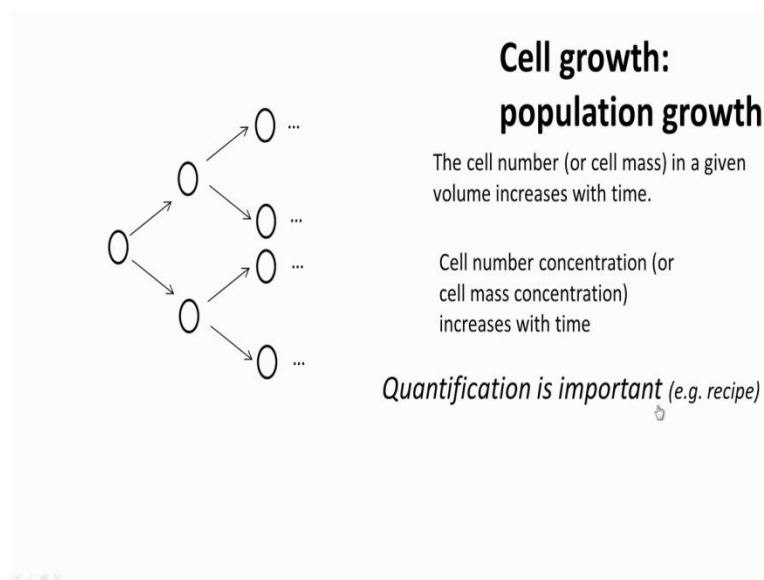 Cell growth:
population growth
...
The cell number (or cell mass) in a given
volume increases with time.
...
...
Cell number concentration (or
cell mass concentration)
increases with time
...
Quantification is important (e.g. recipe)